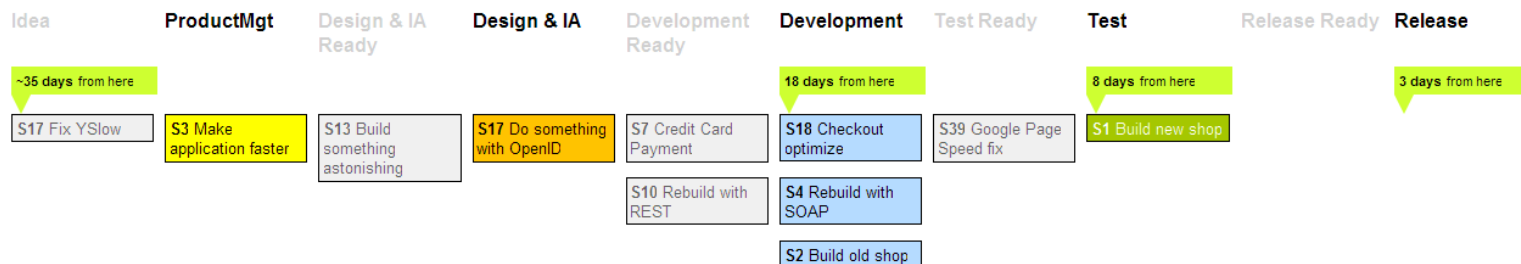 Idea
ProductMgt
Design & IA
Ready
Design & IA
Development
Ready
Development
Test Ready
Test
Release Ready
Release
~35 days from here
18 days from here
8 days from here
3 days from here
S17 Fix YSlow
S3 Make
application faster
S13 Build
something
astonishing
S17 Do something
with OpenID
S7 Credit Card
Payment
S10 Rebuild with
REST
S18 Checkout
optimize
S4 Rebuild with
SOAP
S2 Build old shop
S39 Google Page
Speed fix
S1 Build new shop